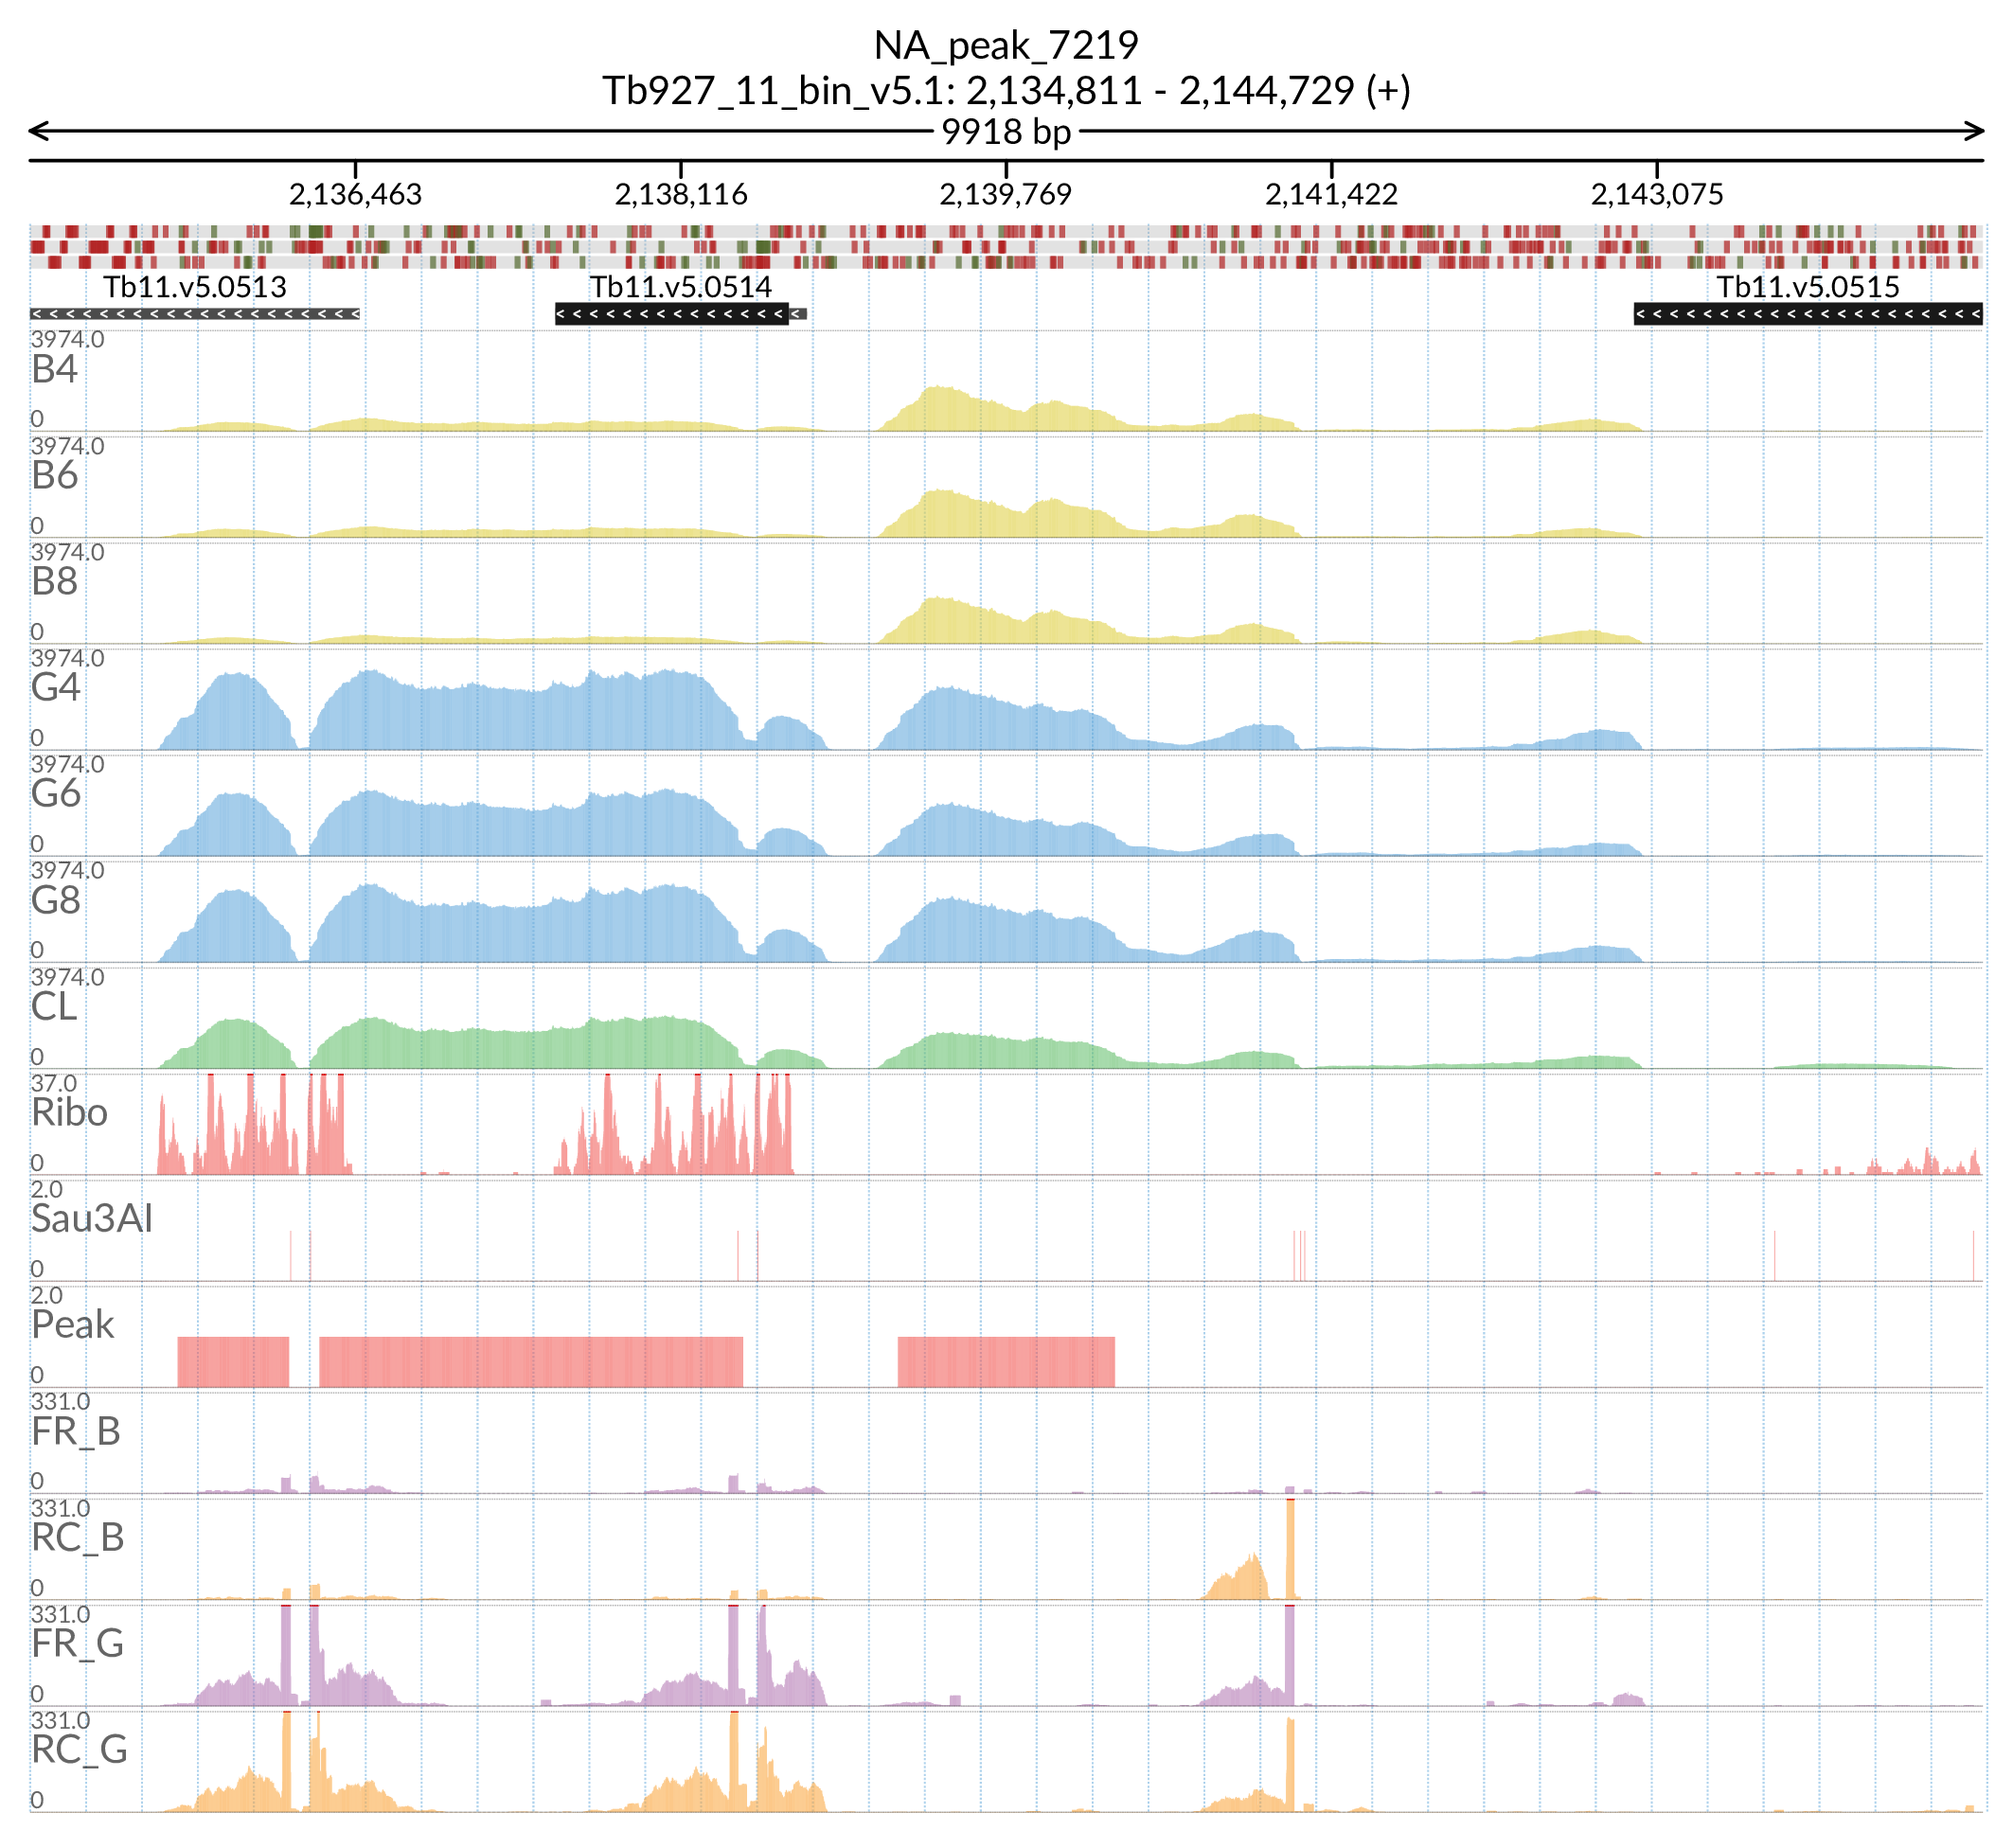 NA_peak_7219
Tb927_11_bin_v5.1: 2,134,811 - 2,144,729 (+)
9918 bp
2,136,463 2,138,116 2,139,769 2,141,422 2,143,075
Tb11.v5.0513 Tb11.v5.0514 Tb11.v5.0515
3974.0
B4
0
3974.0
B6
0
3974.0
B8
0
3974.0
G4
0
3974.0
G6
0
3974.0
G8
0
3974.0
CL
0
37.0
Ribo
0
2.0
Sau3AI
0
2.0
Peak
0
331.0
FR_B
0
331.0
RC_B
0
331.0
FR_G
0
331.0
RC_G
0